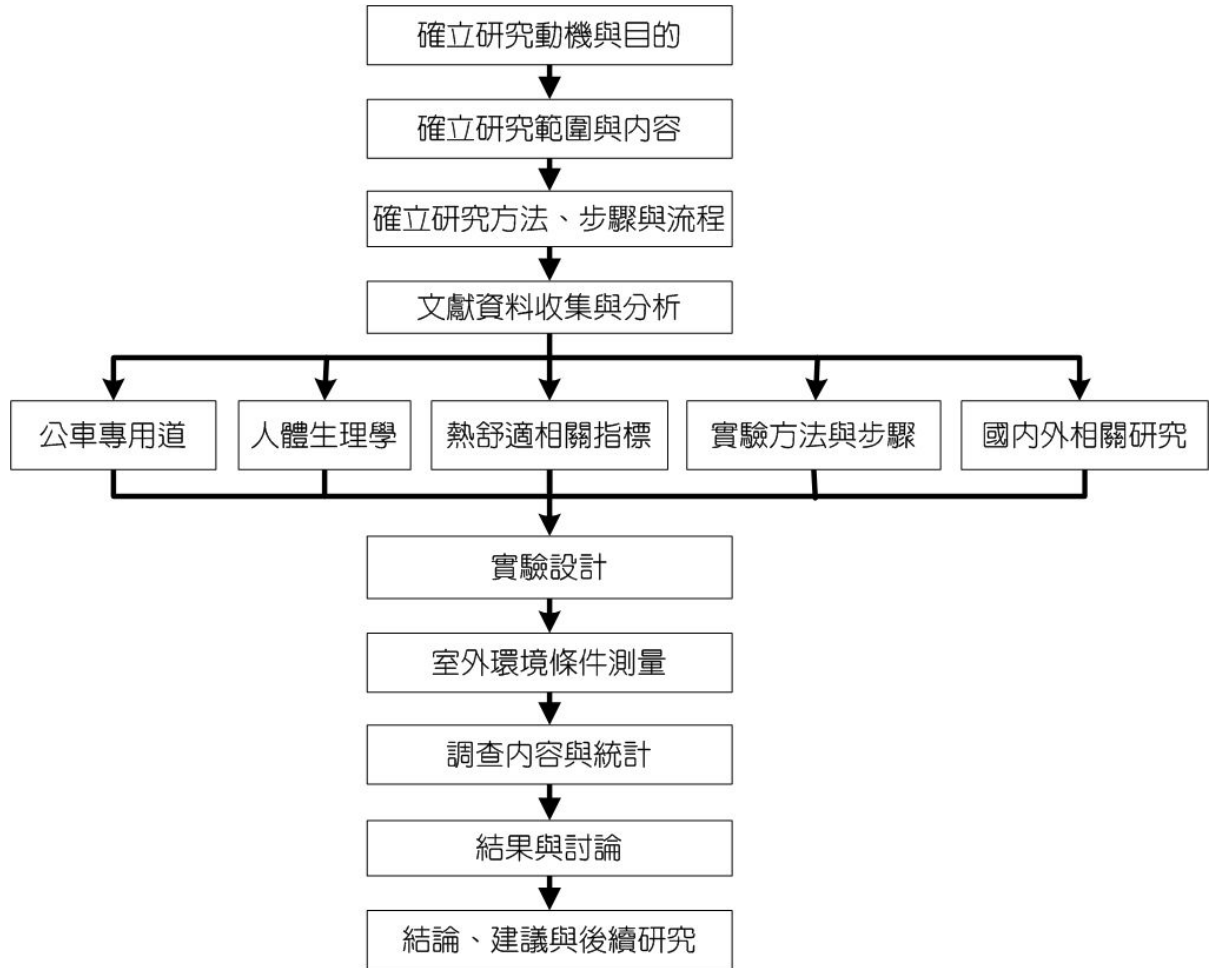 確立研究動機與目的
確立研究範圍與内容
確立研究方法、步驟與流程
文獻資料收集與分析
公車專用道
人體生理學
熱舒適相關指標
實驗方法與步驟
國内外相關研究
實驗設計
室外環境條件測量
調查内容與統計
結果與討論
結論、建議與後續研究